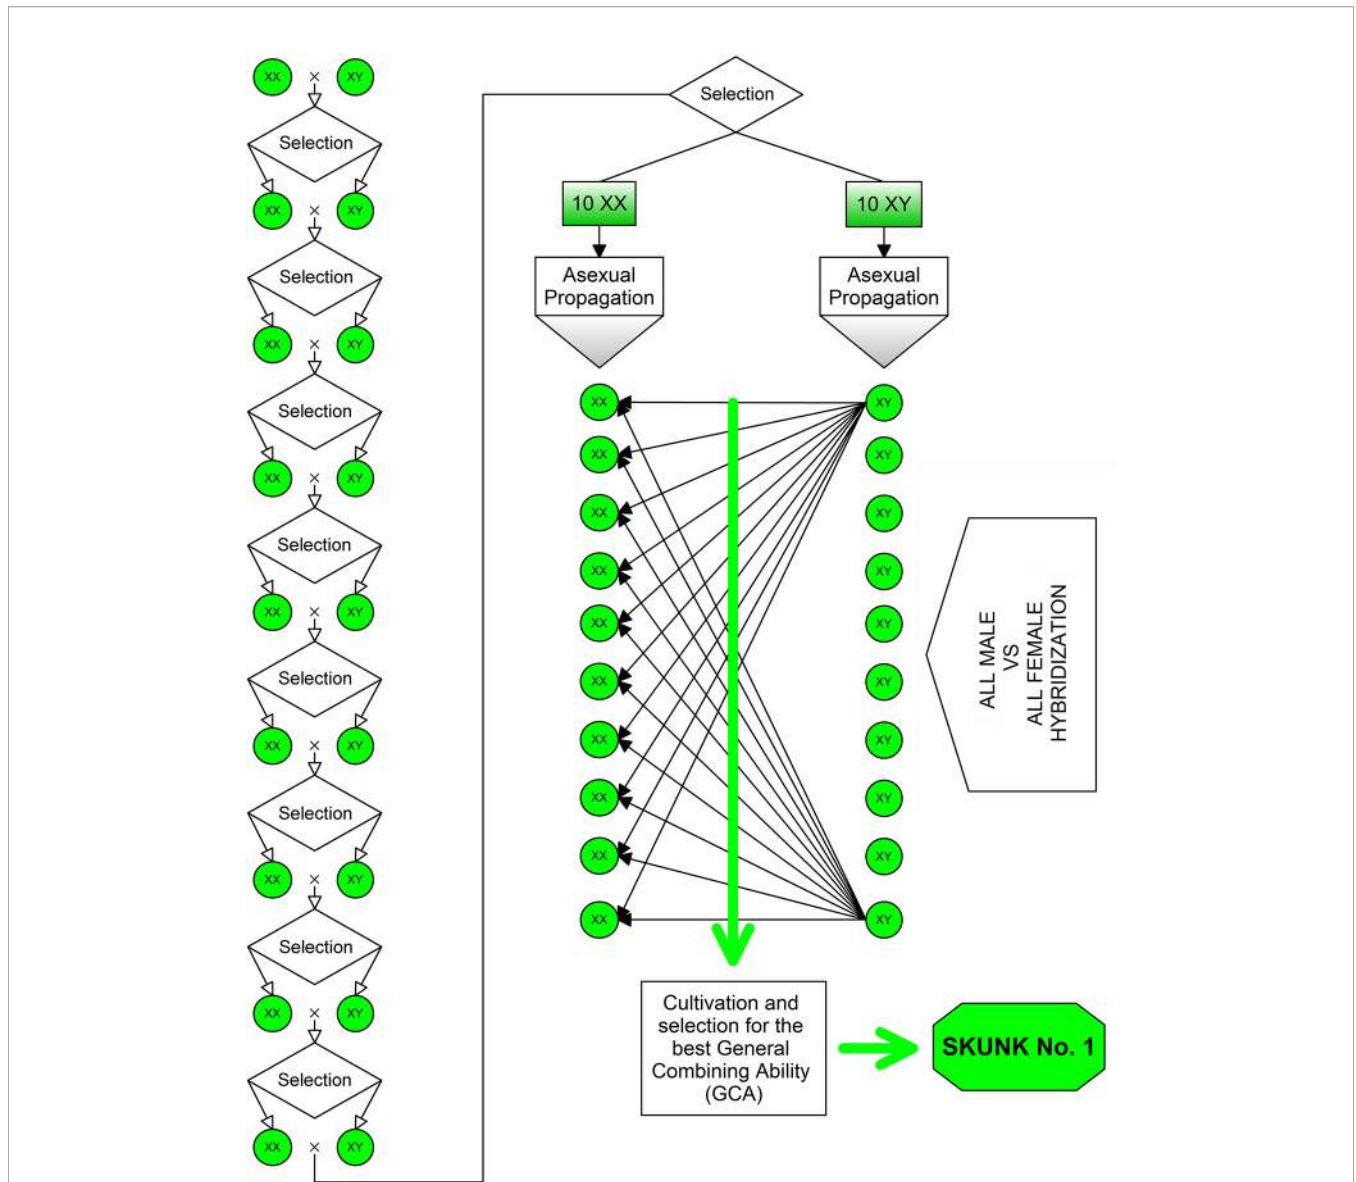 XX × XY
Selection
XX × XY
Selection
XX × XY
Selection
XX × XY
Selection
XX × XY
Selection
XX × XY
Selection
XX × XY
Selection
XX × XY
Selection
XX × XY
Selection
10 XX
10 XY
Asexual
Propagation
Asexual
Propagation
XX
XY
XX
XY
XX
XY
XX
XY
XX
XY
XX
XY
XX
XY
XX
XY
XX
XY
XX
XY
ALL MALE
VS
ALL FEMALE
HYBRIDIZATION
Cultivation and
selection for the
best General
Combining Ability
(GCA)
SKUNK No. 1